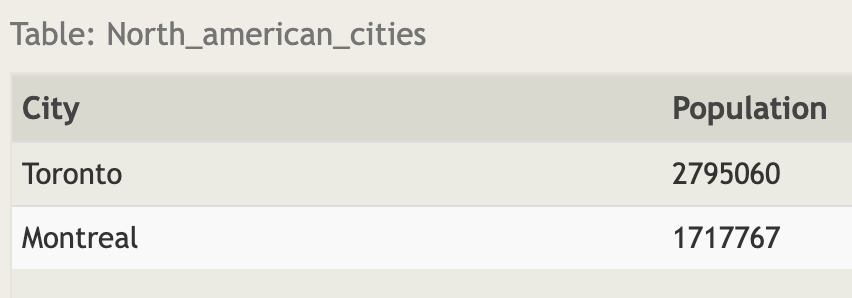 Table: North_american_cities
City Population
Toronto 2795060
Montreal 1717767